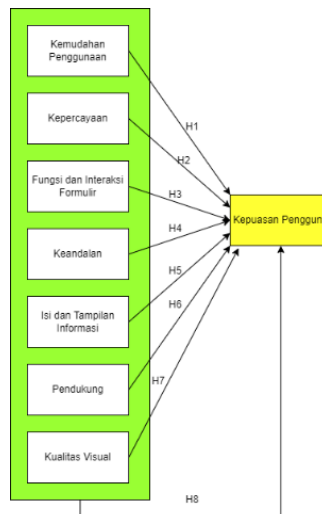 Kemudahan
Penggunaan
H1
Kepercayaan
H2
Fungsi dan Interaksi
Formulir
H3
Kepuasan Penggun
H4
Keandalan
H5
Isi dan Tampilan
Informasi
H6
Pendukung
H7
Kualitas Visual
H8